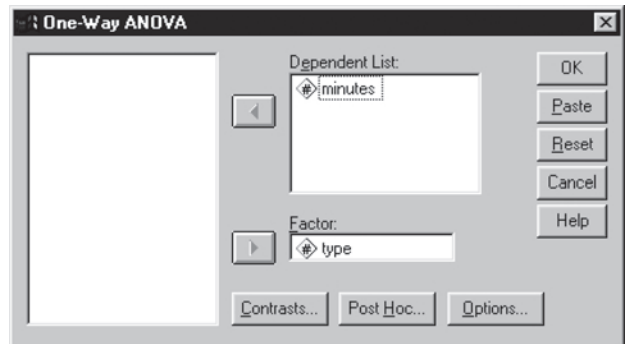 One-Way ANOVA
Dependent List:
minutes
Factor:
type
OK
Paste
Reset
Cancel
Help
Contrasts...
Post Hoc...
Options...